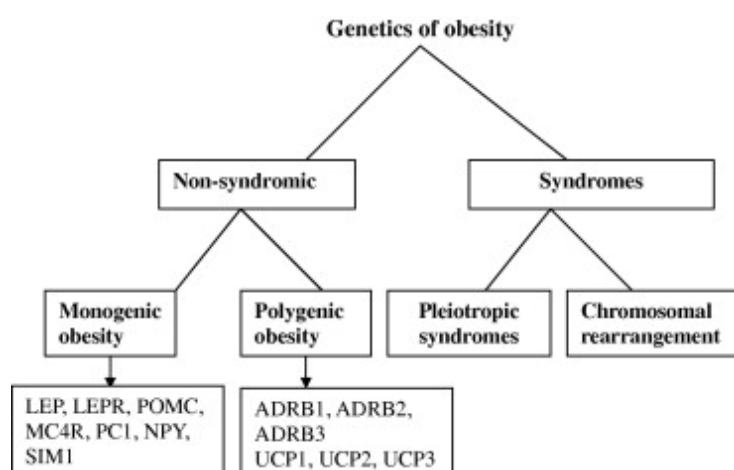 Genetics of obesity
Non-syndromic
Syndromes
Monogenic
obesity
Polygenic
obesity
Pleiotropic
syndromes
Chromosomal
rearrangement
LEP, LEPR, POMC,
MC4R, PC1, NPY,
SIM1
ADRB1, ADRB2,
ADRB3
UCP1, UCP2, UCP3